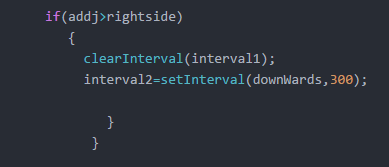 if(addj>rightside)
{
clearInterval(interval1);
interval2=setInterval(downWards,300);
}
}